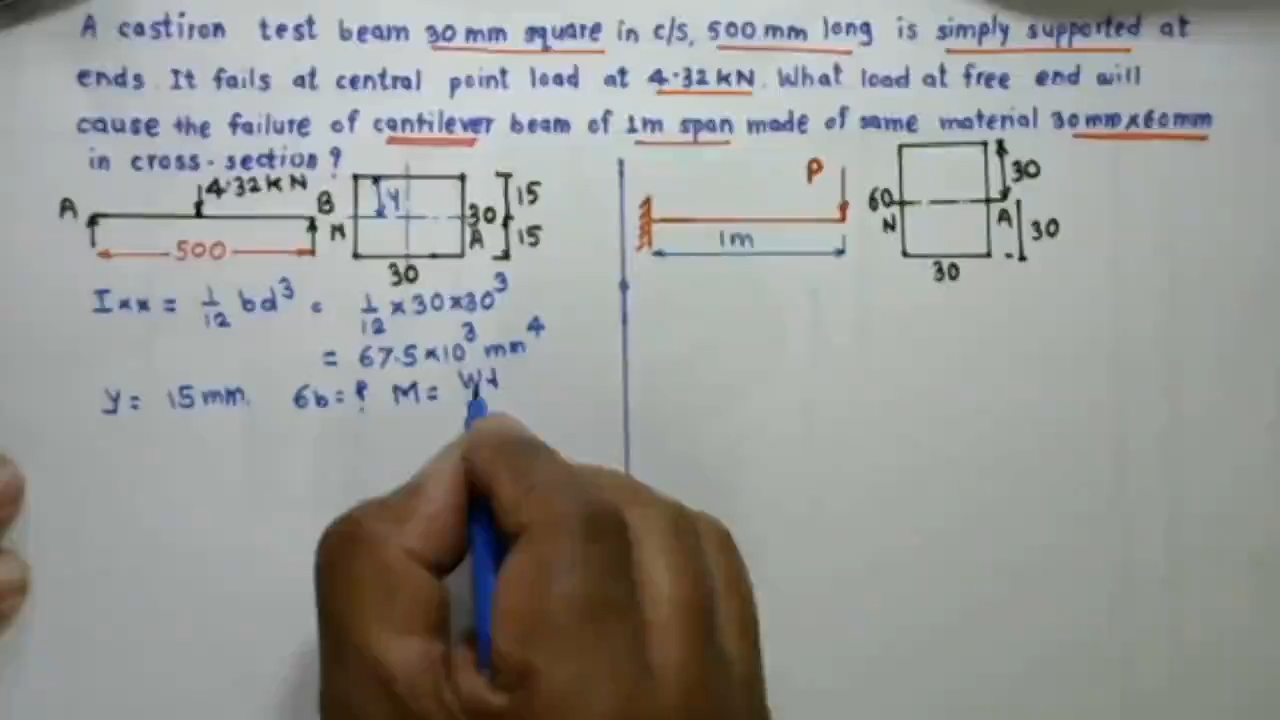 A castiron test beam 30 mm square in c/s, 500 mm long is simply supported at
ends. It fails at central point load at 4.32 kN. What load at free end will
cause the failure of cantilever beam of 1m span made of same material 30mm×60mm
in cross-section?
4.32 kN
A
B
500
Y
N
A
30
15
15
30
P
1m
60
N
A
30
30
30
Ixx = 1/12 bd³ = 1/12 × 30 × 30³
= 67.5 × 10³ mm⁴
y = 15 mm. 6b = ? M =